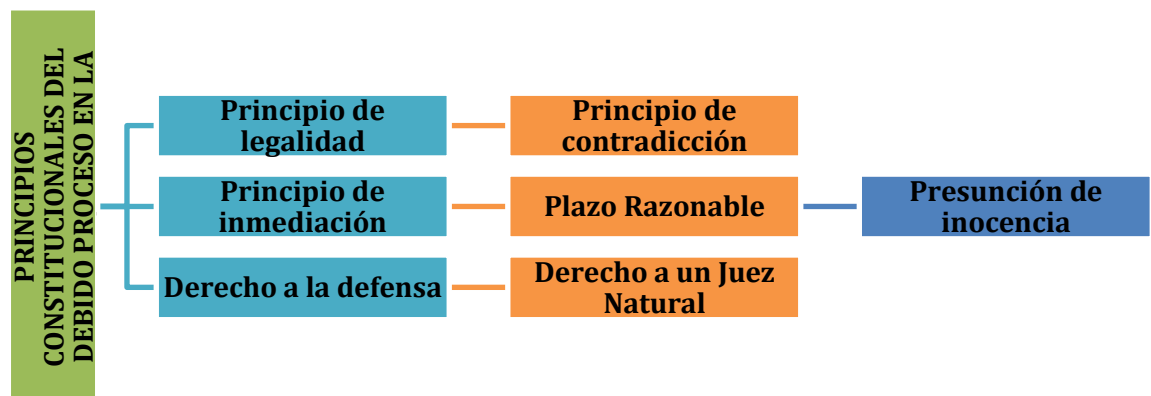 PRINCIPIOS
CONSTITUCIONALES DEL
DEBIDO PROCESO EN LA
Principio de
legalidad
Principio de
contradicción
Principio de
inmediación
Plazo Razonable
Presunción de
inocencia
Derecho a la defensa
Derecho a un Juez
Natural